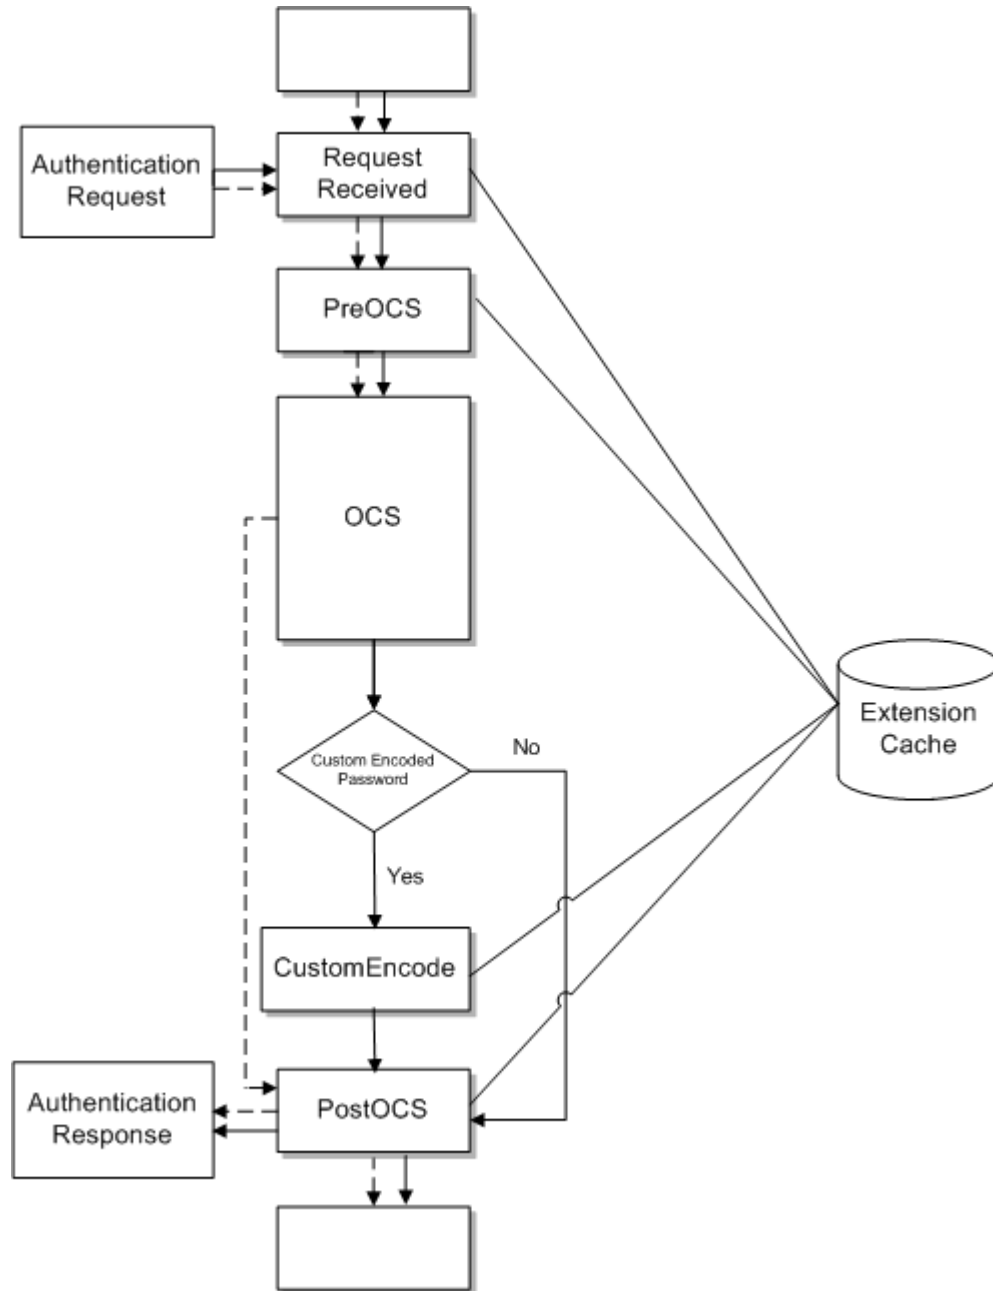 Authentication
Request
Request
Received
PreOCS
OCS
Extension
Cache
Custom Encoded
Password
No
Yes
CustomEncode
Authentication
Response
PostOCS